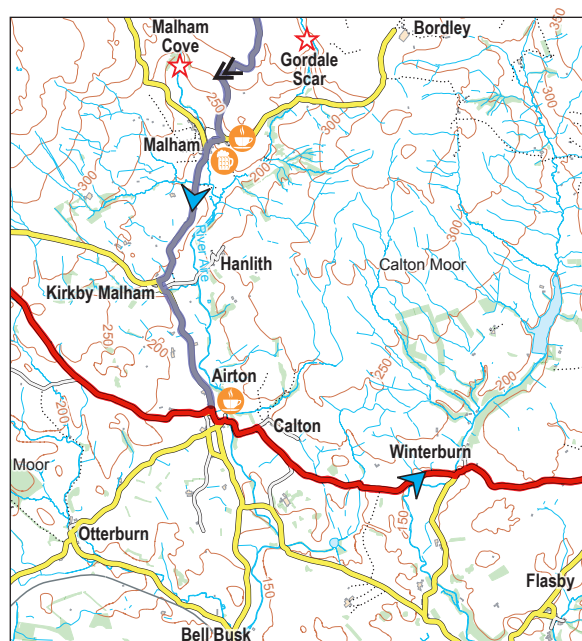 Malham
Cove
Bordley
350
Gordale
Scar
250
300
Malham
200
300
300
River Aire
Hanlith
Calton Moor
Kirkby Malham
250
200
250
Airton
200
200
Calton
Winterburn
Moor
150
Otterburn
150
Flasby
Bell Busk